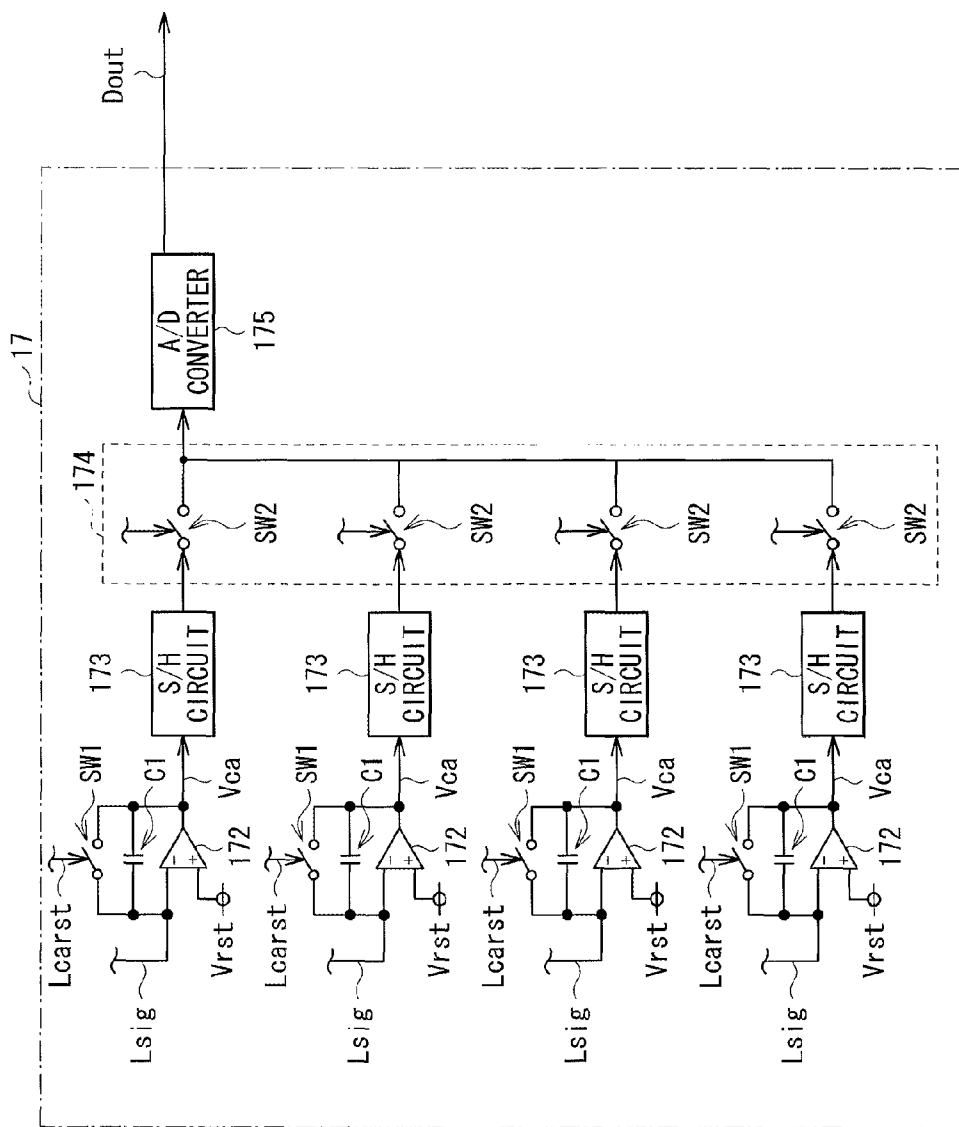 17
Dout
A/D
CONVERTER
175
174
SW2
SW2
SW2
SW2
173
S/H
CIRCUIT
173
S/H
CIRCUIT
173
S/H
CIRCUIT
173
S/H
CIRCUIT
Lcarst
SW1
C1
Vca
172
Vrst
Lsig
Lcarst
SW1
C1
Vca
172
Vrst
Lsig
Lcarst
SW1
C1
Vca
172
Vrst
Lsig
Lcarst
SW1
C1
Vca
172
Vrst
Lsig